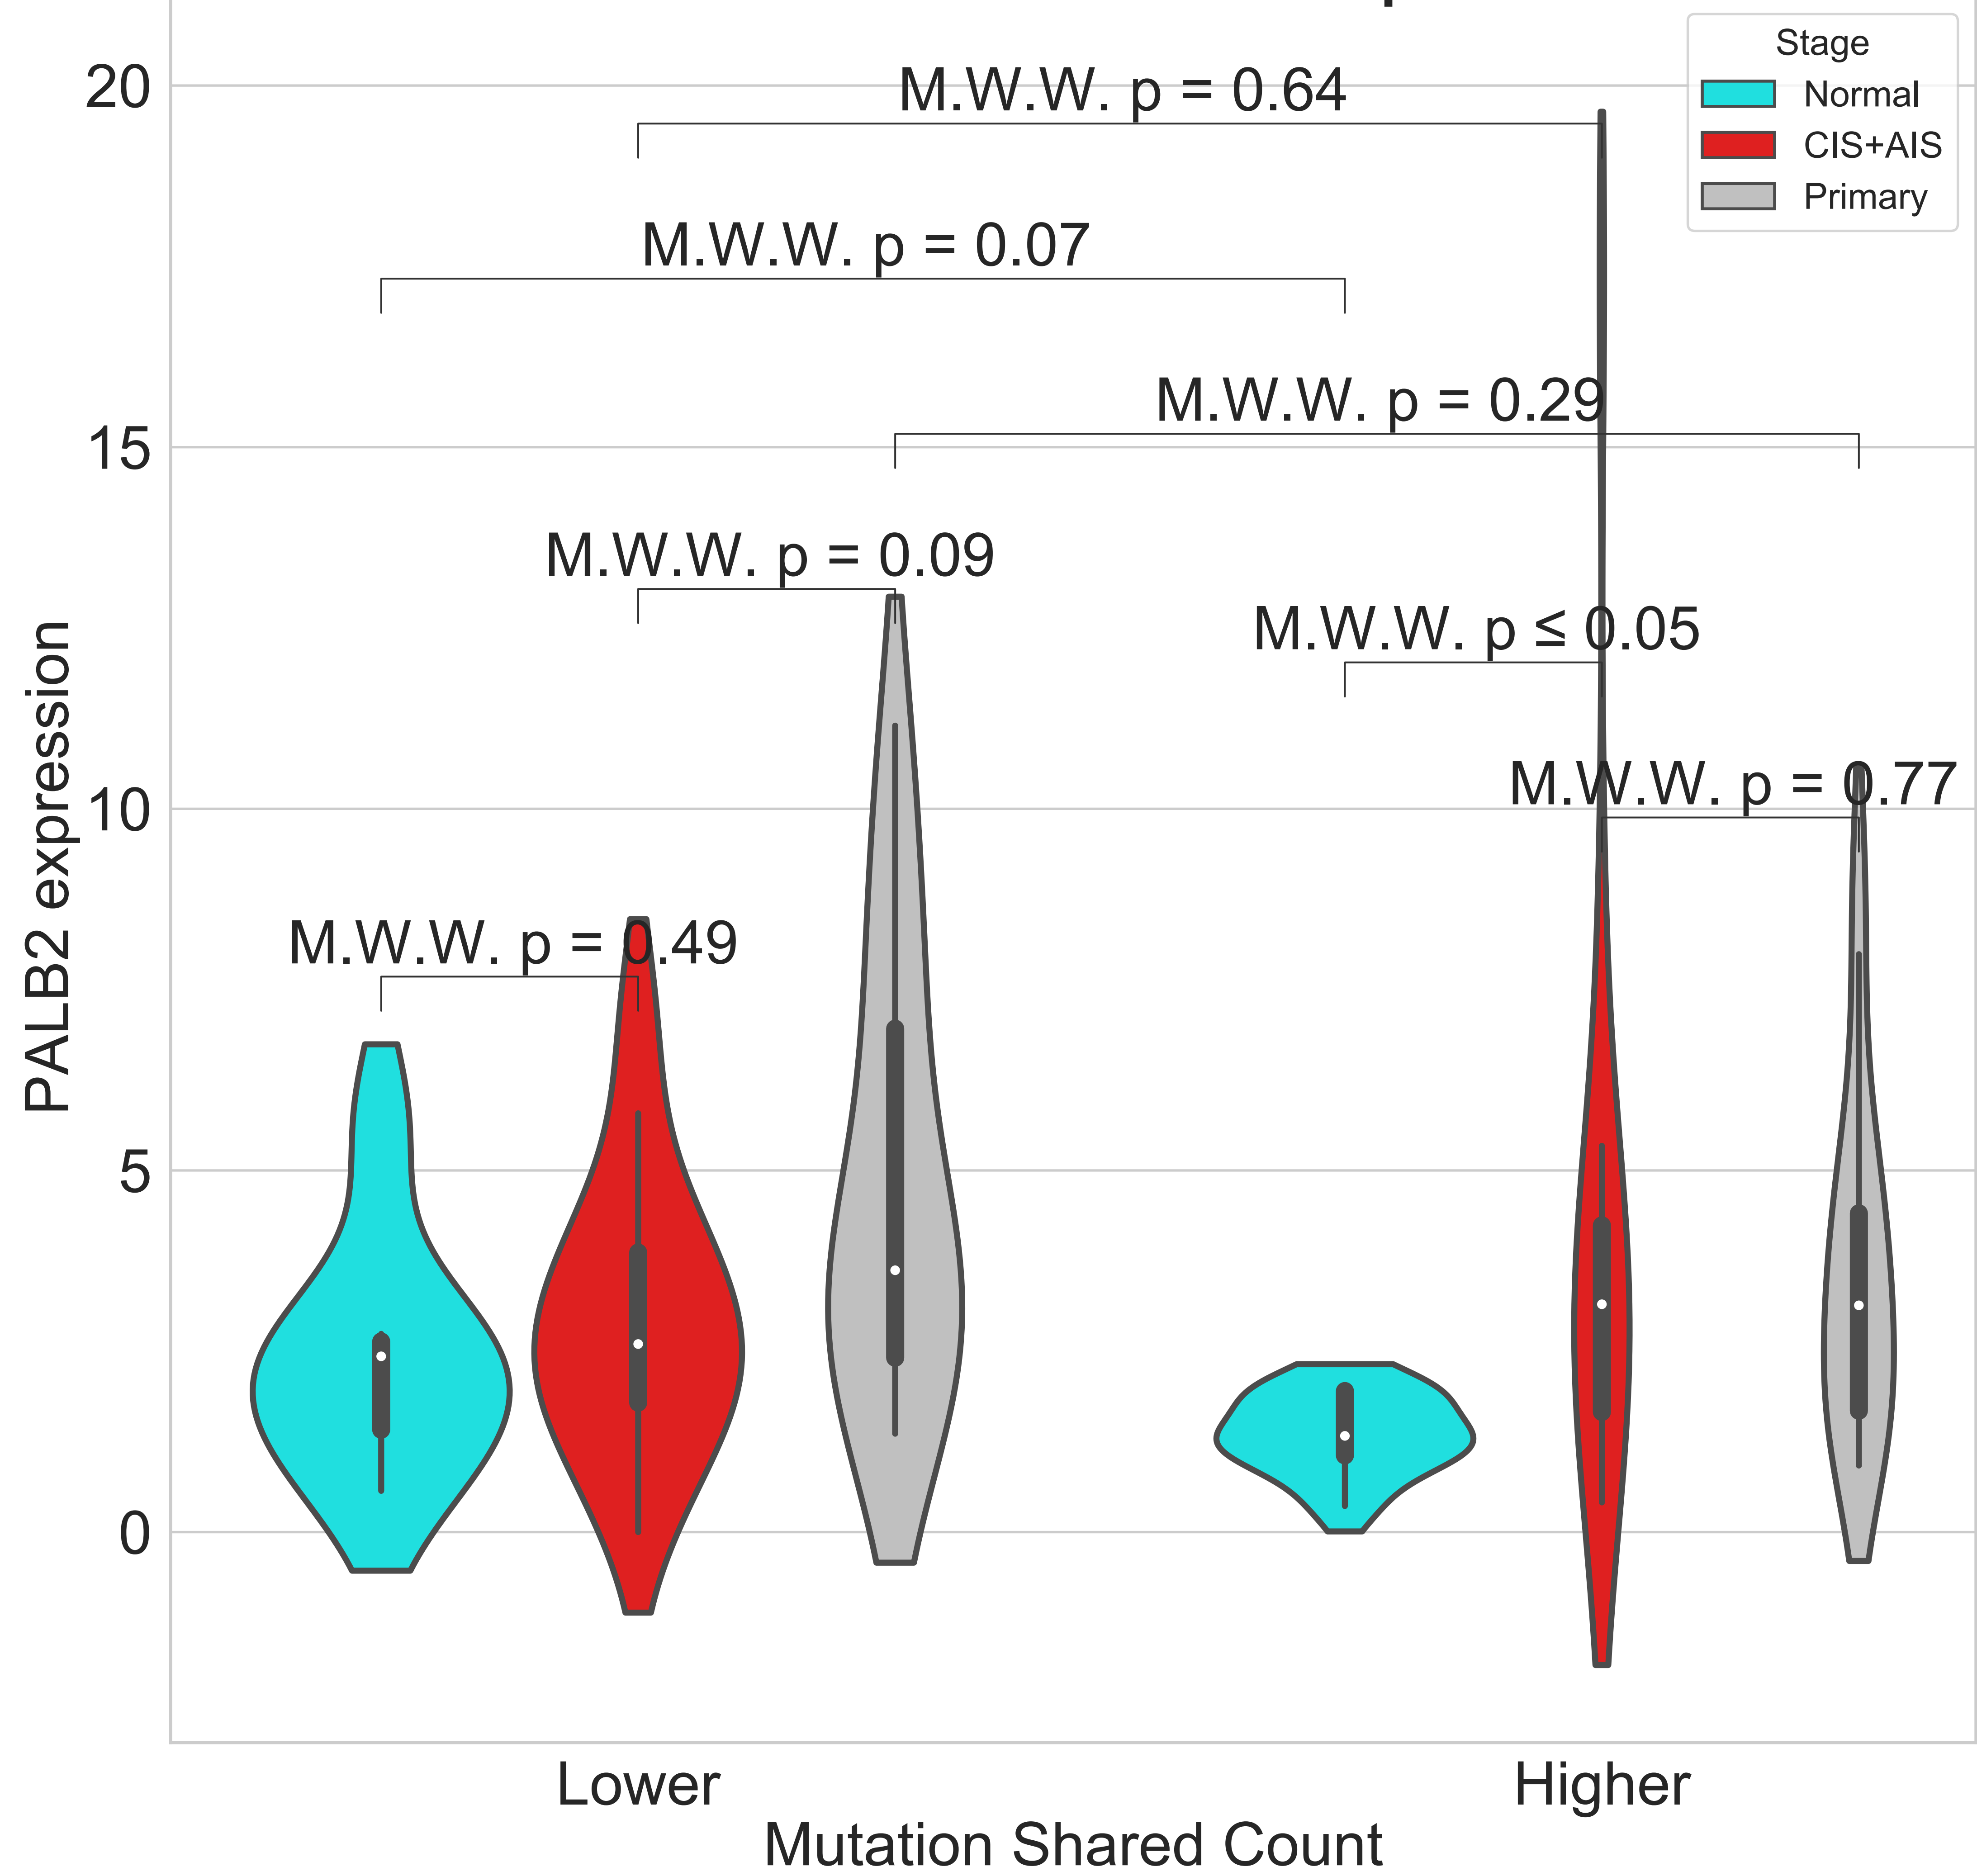 Stage
Normal
CIS+AIS
Primary
20
15
10
5
0
PALB2 expression
M.W.W. p = 0.64
M.W.W. p = 0.07
M.W.W. p = 0.29
M.W.W. p = 0.09
M.W.W. p ≤ 0.05
M.W.W. p = 0.77
M.W.W. p = 0.49
Lower
Higher
Mutation Shared Count